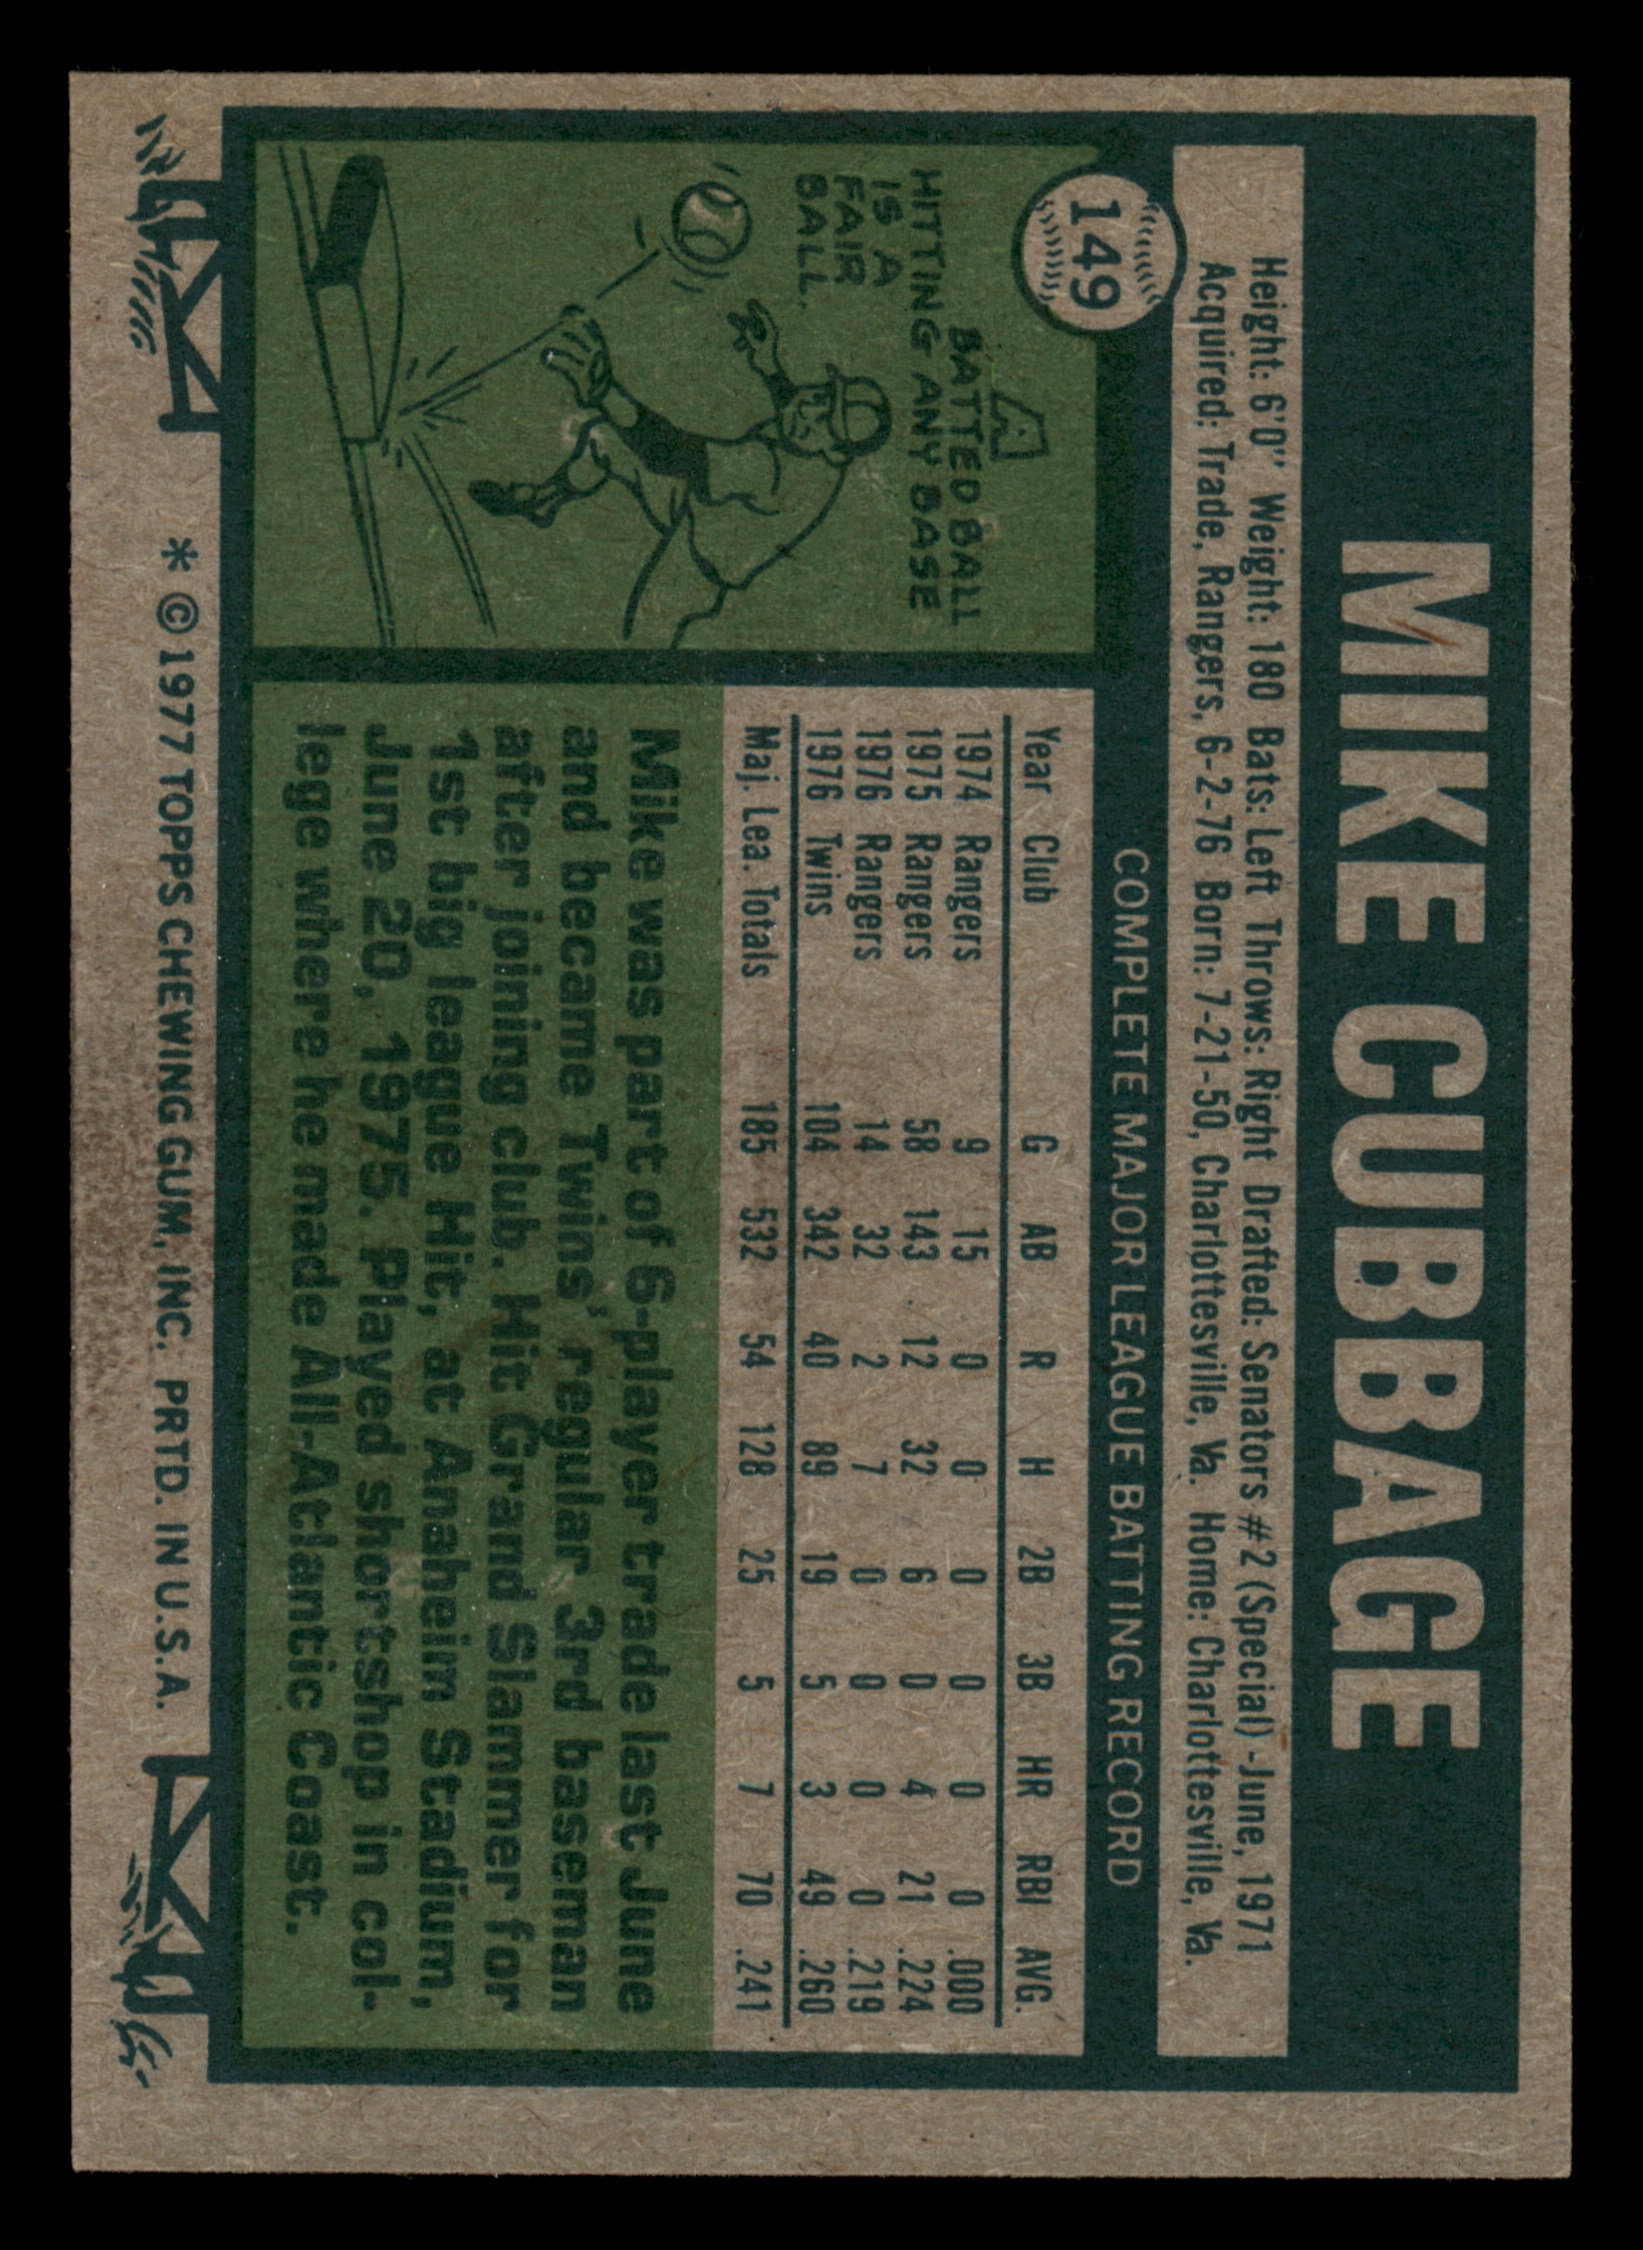 MIKE CUBBAGE
Height: 6'0" Weight: 180 Bats: Left Throws: Right Drafted: Senators #2 (Special)-June, 1971
Acquired: Trade, Rangers, 6-2-76 Born: 7-21-50, Charlottesville, Va. Home: Charlottesville, Va.
149
COMPLETE MAJOR LEAGUE BATTING RECORD
Year Club G AB R H 2B 3B HR RBI AVG.
1974 Rangers 9 15 0 0 0 0 0 0 .000
1975 Rangers 58 143 12 32 6 0 4 21 .224
1976 Rangers 14 32 2 7 0 0 0 0 .219
1976 Twins 104 342 40 89 19 5 3 49 .260
Maj. Lea. Totals 185 532 54 128 25 5 7 70 .241
A
BATTED BALL
HITTING ANY BASE
IS A
FAIR
BALL.
Mike was part of 6-player trade last June
and became Twins' regular 3rd baseman
after joining club. Hit Grand Slammer for
1st big league Hit, at Anaheim Stadium,
June 20, 1975. Played shortshop in col-
lege where he made All-Atlantic Coast.
* © 1977 TOPPS CHEWING GUM, INC. PRTD. IN U.S.A.